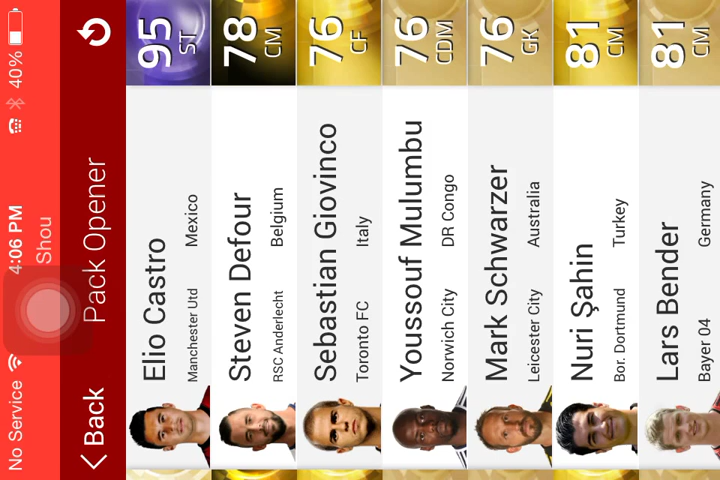 No Service 4:06 PM 40%
Shou
Back Pack Opener
Elio Castro
Manchester Utd Mexico
95
ST
Steven Defour
RSC Anderlecht Belgium
78
CM
Sebastian Giovinco
Toronto FC Italy
76
CF
Youssouf Mulumbu
Norwich City DR Congo
76
CDM
Mark Schwarzer
Leicester City Australia
76
GK
Nuri Şahin
Bor. Dortmund Turkey
81
CM
Lars Bender
Bayer 04 Germany
81
CM